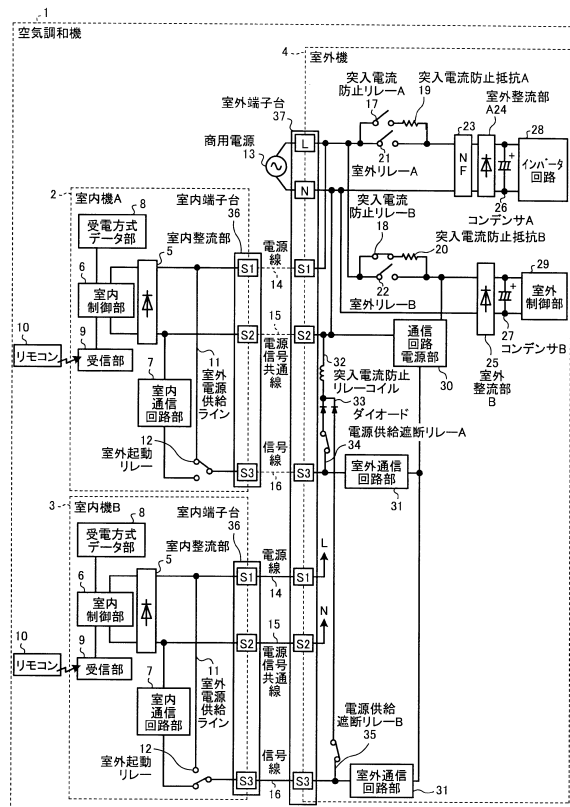 1
空気調和機
4
室外機
突入電流
防止リレーA
突入電流防止抵抗A
17
19
室外端子台
37
室外整流部
A24
商用電源
13
L
21
室外リレーA
23
NF
26
コンデンサA
28
インバータ
回路
N
突入電流
防止リレーB
突入電流防止抵抗B
18
20
22
室外リレーB
25
室外
整流部
B
27
コンデンサB
29
室外
制御部
通信
回路
電源部
30
2
室内機A
8
受電方式
データ部
室内端子台
36
室内整流部
5
6
室内
制御部
電源線
14
S1
S1
10
リモコン
9
受信部
7
室内
通信
回路部
11
室外電源供給ライン
15
電源信号共通線
S2
S2
32
突入電流防止
リレーコイル
33
ダイオード
電源供給遮断リレーA
34
12
室外起動
リレー
信号線
16
S3
S3
室外通信
回路部
31
3
室内機B
8
受電方式
データ部
室内端子台
36
室内整流部
5
6
室内
制御部
電源線
14
S1
S1
L
10
リモコン
9
受信部
7
室内
通信
回路部
11
室外電源供給ライン
15
電源信号共通線
S2
S2
N
電源供給
遮断リレーB
35
12
室外起動
リレー
信号線
16
S3
S3
室外通信
回路部
31